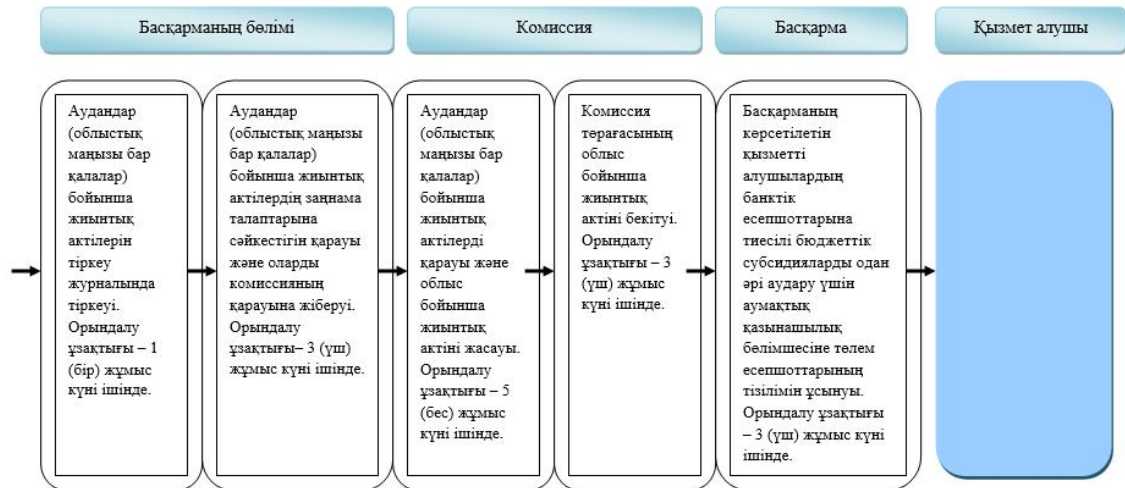 Басқарманың бөлімі
Комиссия
Басқарма
Қызмет алушы
Аудандар
(облыстық
маңызы бар
қалалар)
бойынша
жиынтық
актілерін
тіркеу
журналында
тіркеуі.
Орындалу
ұзақтығы – 1
(бір) жұмыс
күні ішінде.
Аудандар
(облыстық маңызы
бар қалалар)
бойынша жиынтық
актілердің заңнама
талаптарына
сәйкестігін қарауы
және оларды
комиссияның
қарауына жіберуі.
Орындалу
ұзақтығы– 3 (үш)
жұмыс күні ішінде.
Аудандар
(облыстық
маңызы бар
қалалар)
бойынша
жиынтық
актілерді
қарауы және
облыс
бойынша
жиынтық
актіні жасауы.
Орындалу
ұзақтығы – 5
(бес) жұмыс
күні ішінде.
Комиссия
төрағасының
облыс
бойынша
жиынтық
актіні бекітуі.
Орындалу
ұзақтығы – 3
(үш) жұмыс
күні ішінде.
Басқарманың
көрсетілетін
қызметті
алушылардың
банктік
есепшоттарына
тиесілі бюджеттік
субсидияларды одан
әрі аудару үшін
аумақтық
қазынашылық
бөлімшесіне төлем
есепшоттарының
тізілімін ұсынуы.
Орындалу ұзақтығы
– 3 (үш) жұмыс күні
ішінде.